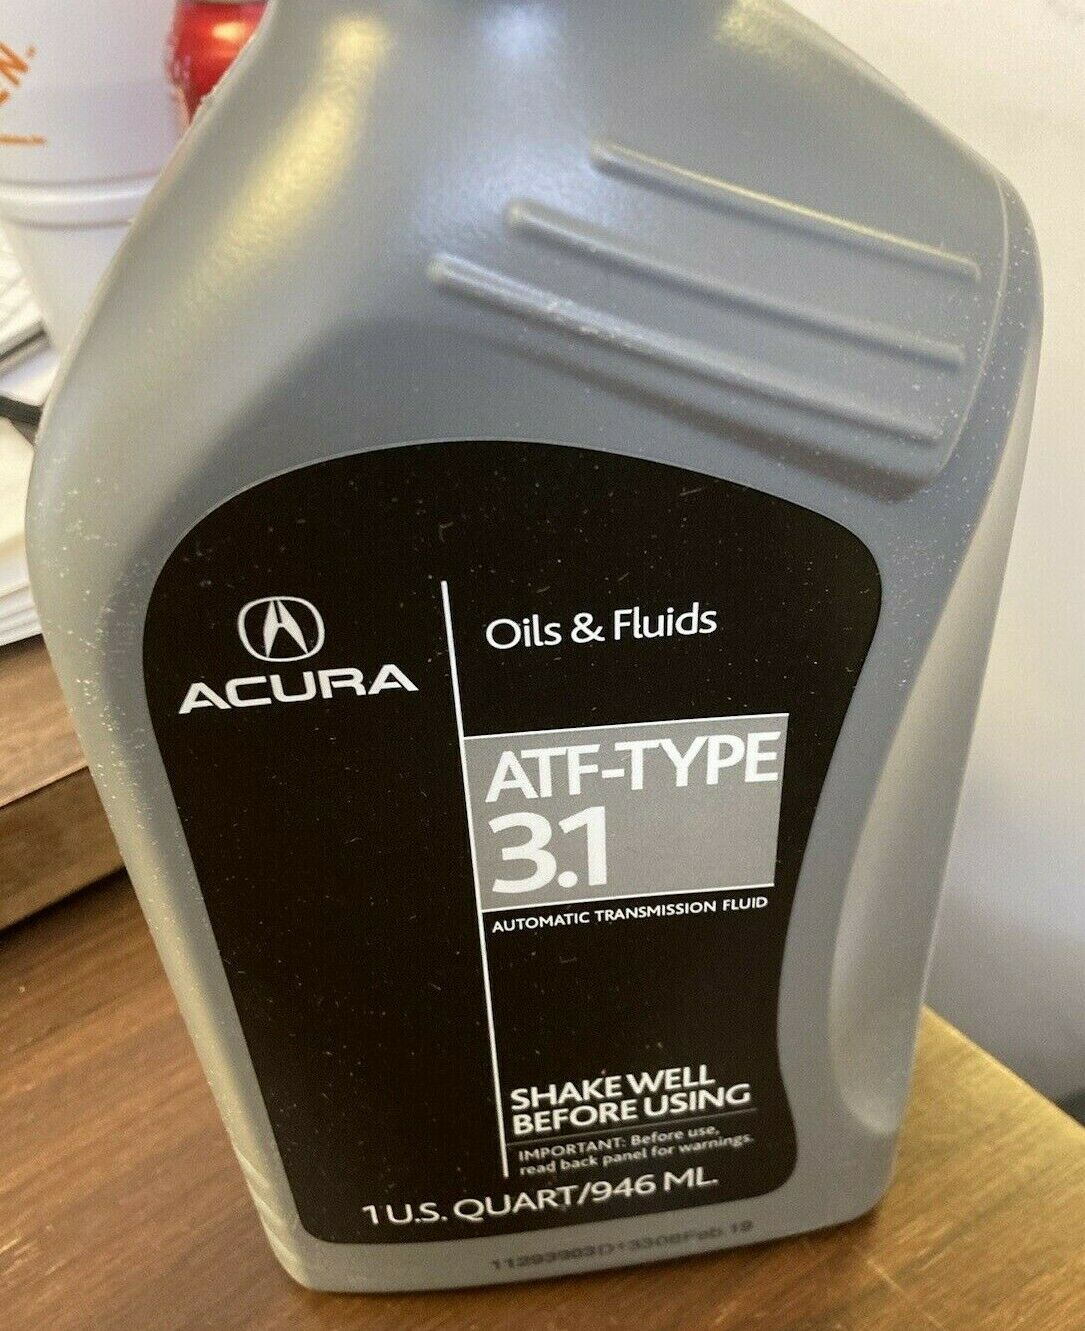 EN.
ACURA
Oils & Fluids
ATF-TYPE
3.1
AUTOMATIC TRANSMISSION FLUID
SHAKE WELL
BEFORE USING
IMPORTANT: Before use,
read back panel for warnings.
1 U.S. QUART/946 ML.